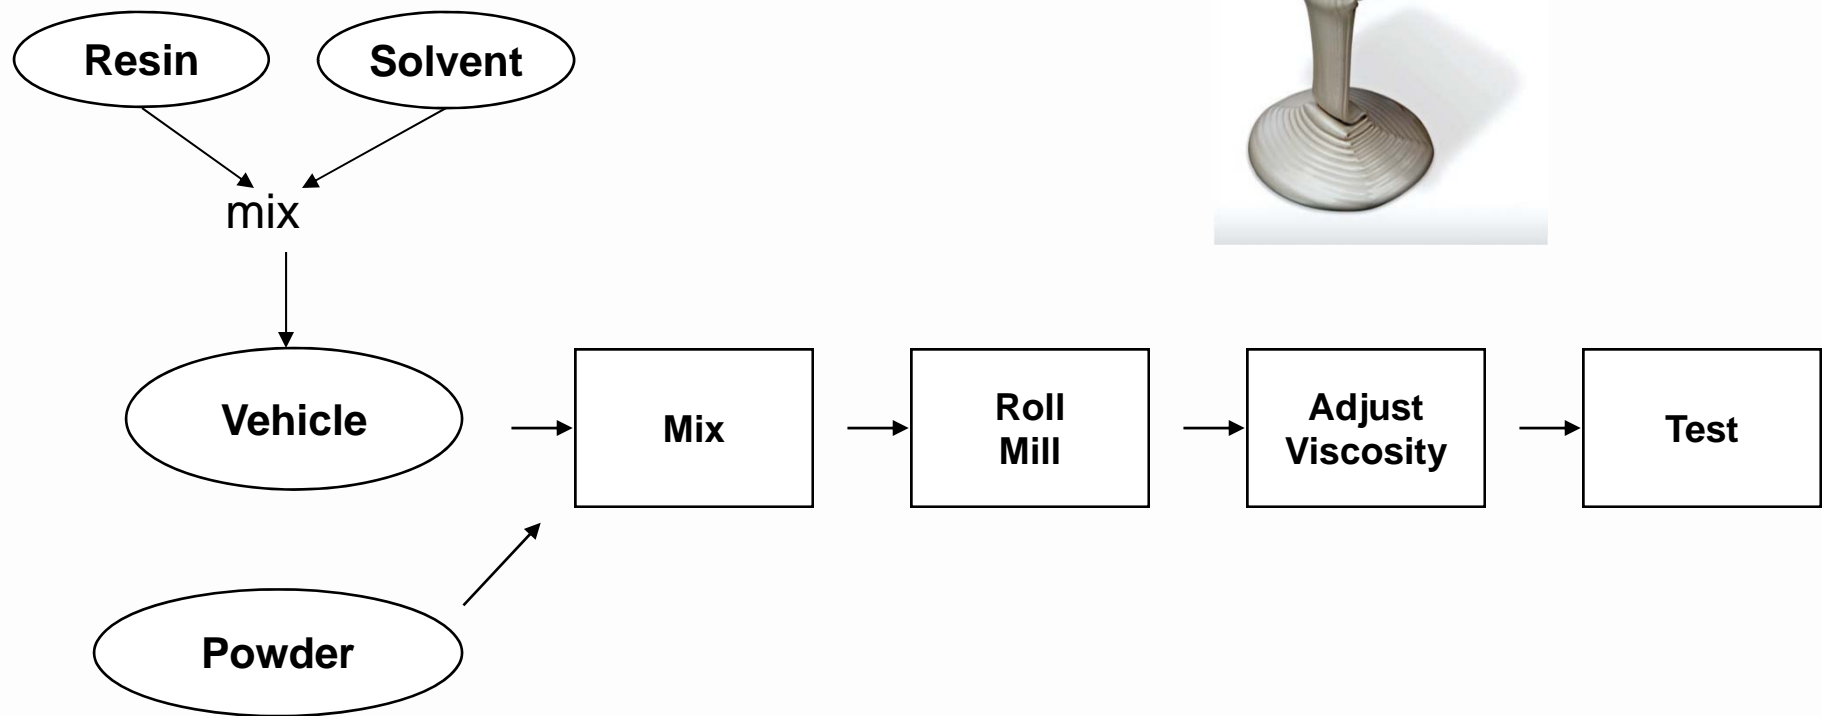 Resin
Solvent
mix
Vehicle
Mix
Roll
Mill
Adjust
Viscosity
Test
Powder